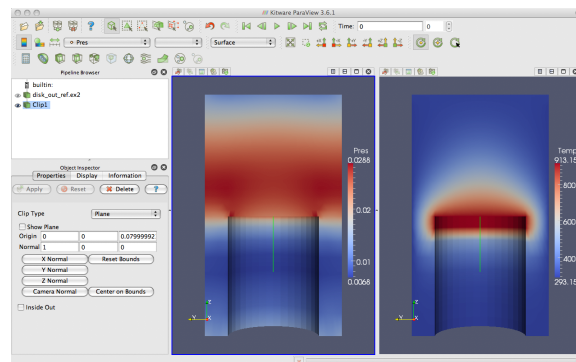 Kitware ParaView 3.6.1
Time: 0 0
Pres Surface
Pipeline Browser
builtin:
disk_out_ref.ex2
Clip1
Object Inspector
Properties Display Information
Apply Reset Delete ?
Clip Type Plane
Show Plane
Origin 0 0 0.07999992
Normal 1 0 0
X Normal Reset Bounds
Y Normal
Z Normal
Camera Normal Center on Bounds
Inside Out
Pres
0.0288
0.02
0.01
0.0068
Z
Y X
Temp
913.15
800
600
400
293.15
Z
Y X